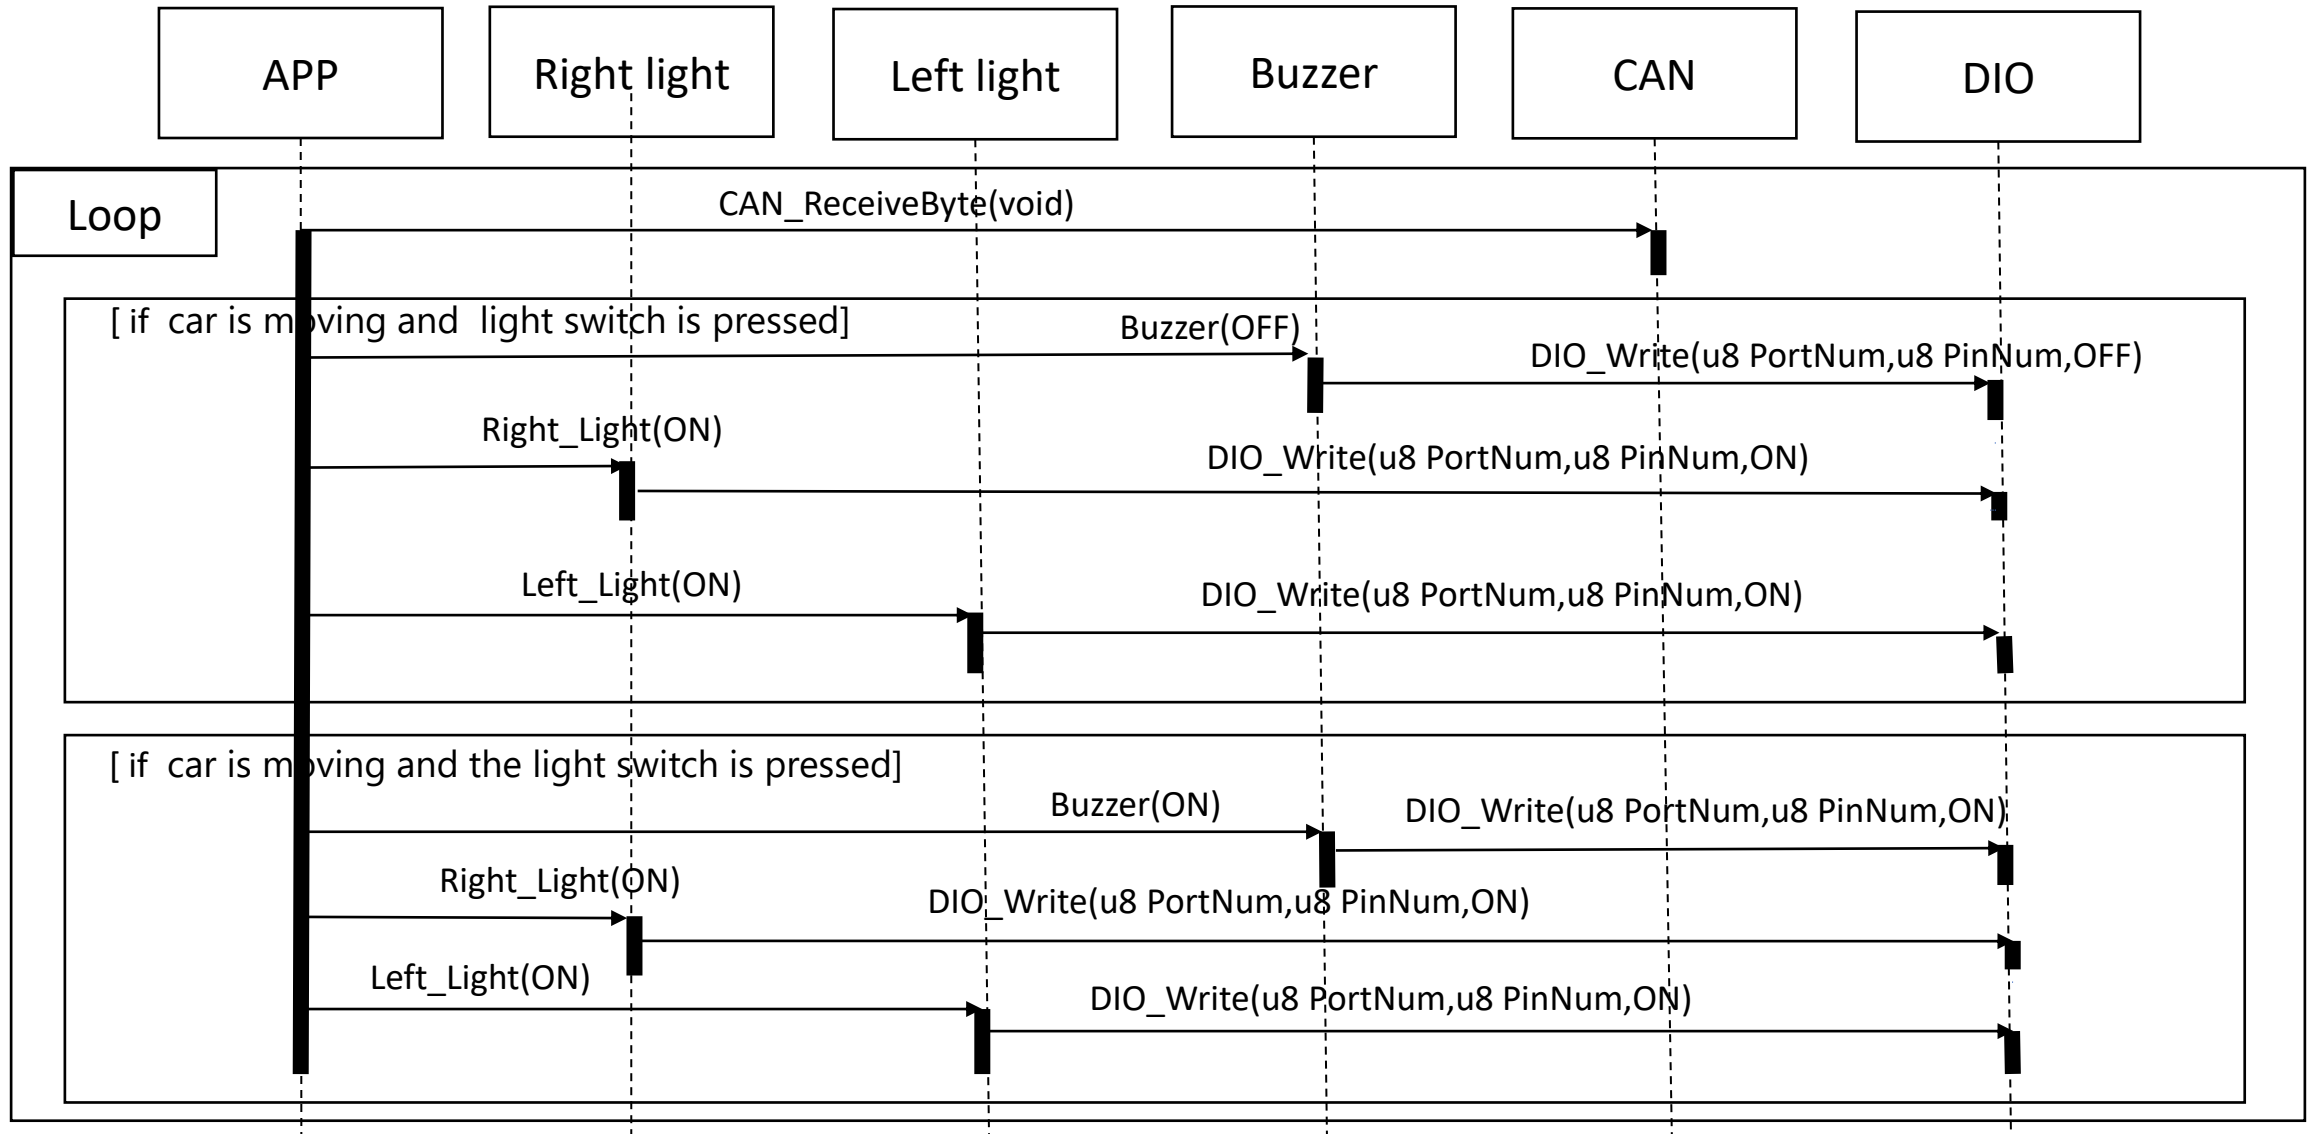 APP
Right light
Left light
Buzzer
CAN
DIO
Loop
CAN_ReceiveByte(void)
[ if car is moving and light switch is pressed]
Buzzer(OFF)
DIO_Write(u8 PortNum,u8 PinNum,OFF)
Right_Light(ON)
DIO_Write(u8 PortNum,u8 PinNum,ON)
Left_Light(ON)
DIO_Write(u8 PortNum,u8 PinNum,ON)
[ if car is moving and the light switch is pressed]
Buzzer(ON)
DIO_Write(u8 PortNum,u8 PinNum,ON)
Right_Light(ON)
DIO_Write(u8 PortNum,u8 PinNum,ON)
Left_Light(ON)
DIO_Write(u8 PortNum,u8 PinNum,ON)